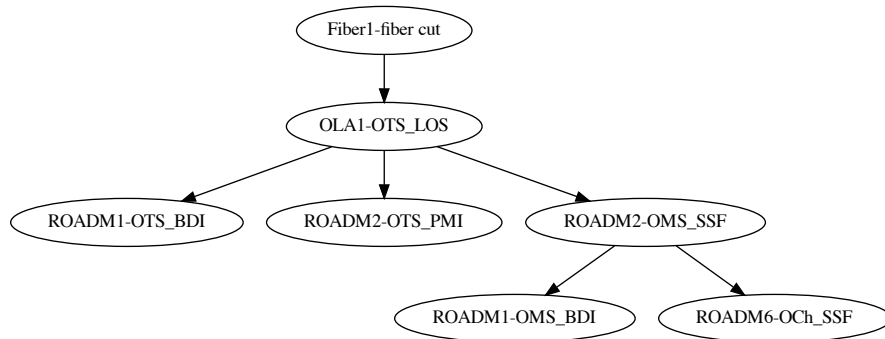 Fiber1-fiber cut
OLA1-OTS_LOS
ROADM1-OTS_BDI
ROADM2-OTS_PMI
ROADM2-OMS_SSF
ROADM1-OMS_BDI
ROADM6-OCh_SSF